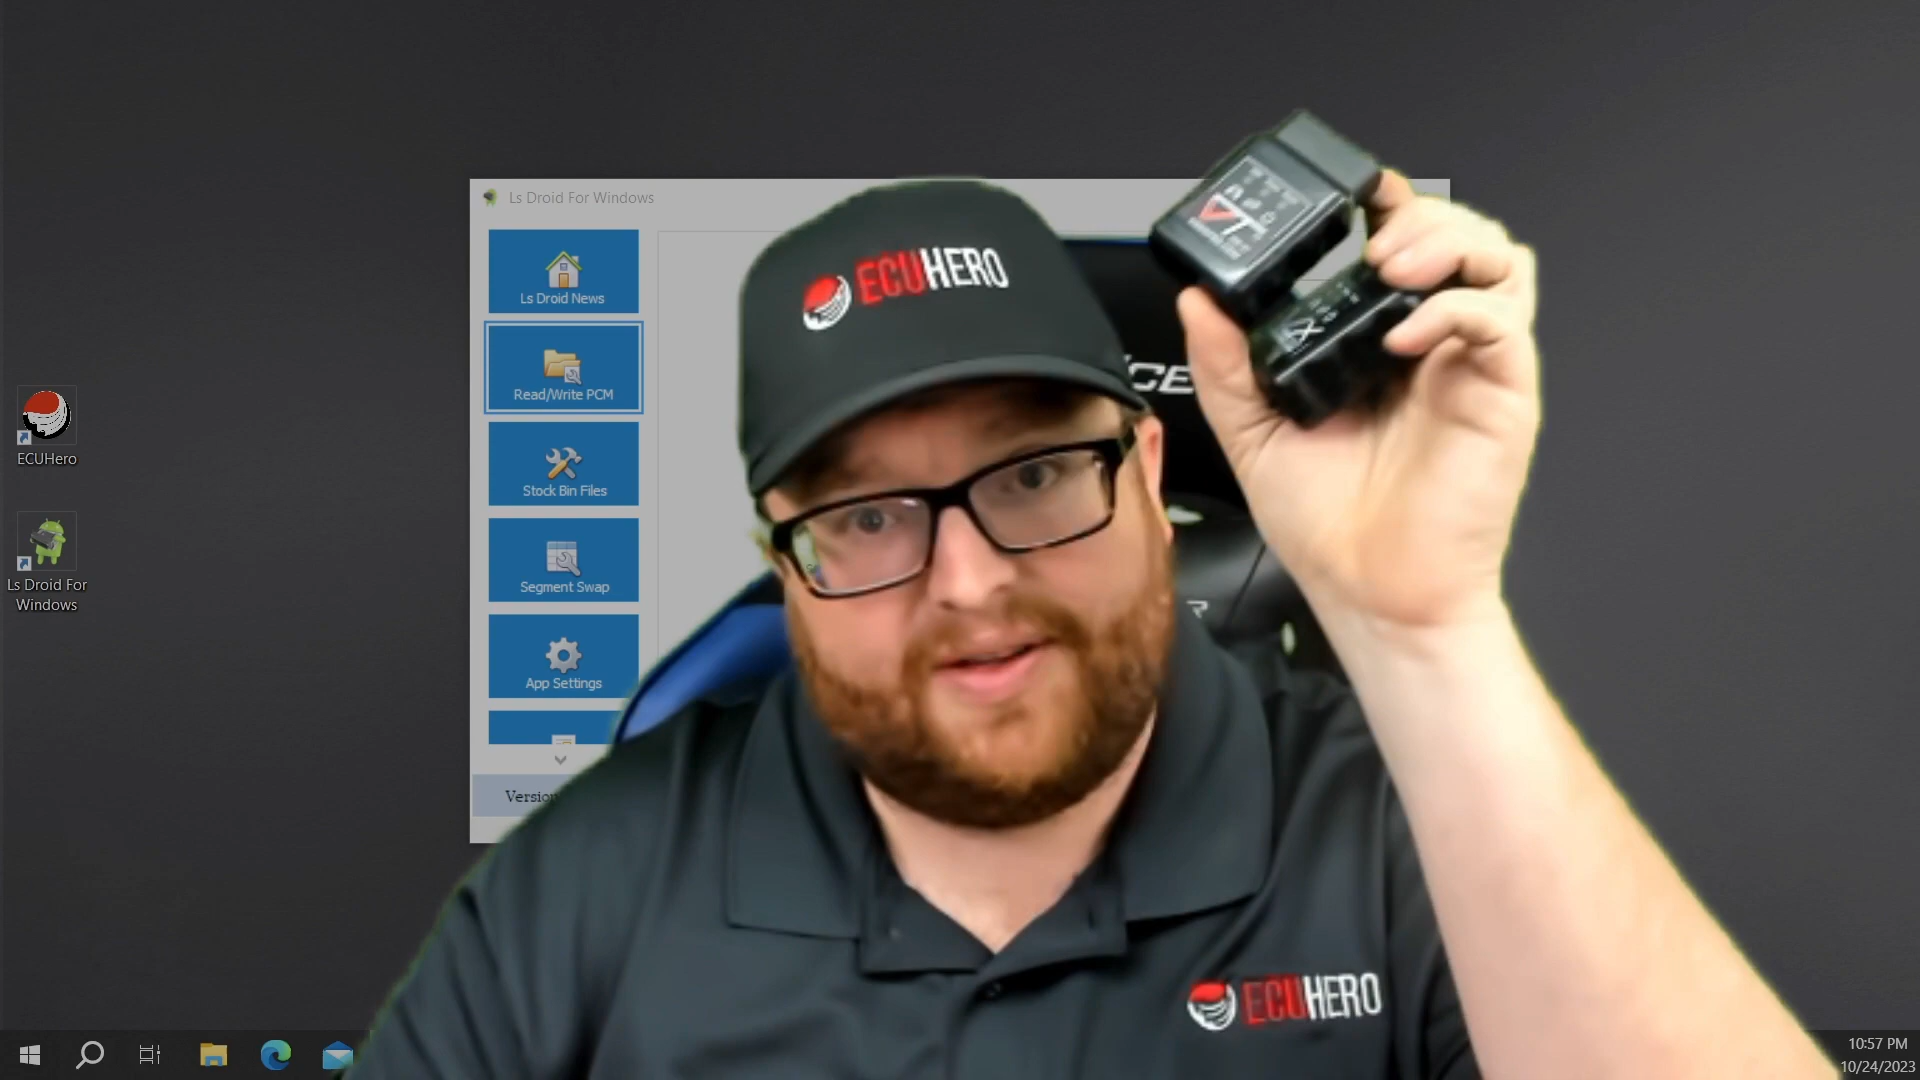 Ls Droid For Windows
Ls Droid News
Read/Write PCM
Stock Bin Files
Segment Swap
App Settings
Version
ECUHero
Ls Droid For
Windows
ECUHERO
ECUHERO
10:57 PM
10/24/2023